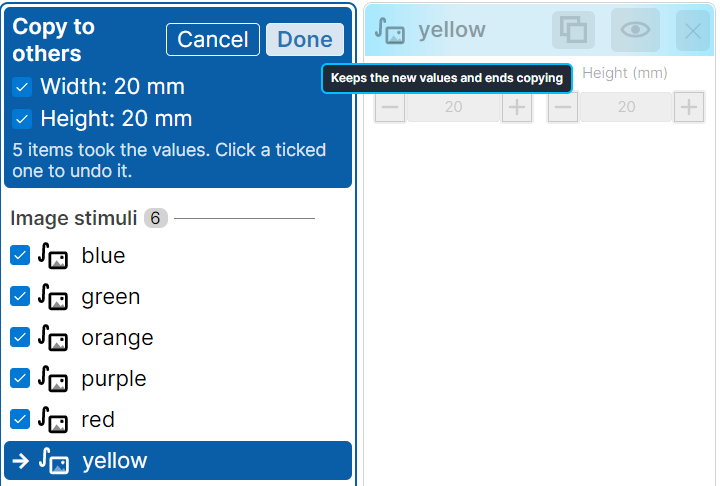 Copy to others
Cancel
Done
Width: 20 mm
Height: 20 mm
5 items took the values. Click a ticked
one to undo it.
Image stimuli 6
blue
green
orange
purple
red
yellow
yellow
Keeps the new values and ends copying
Height (mm)
20
20